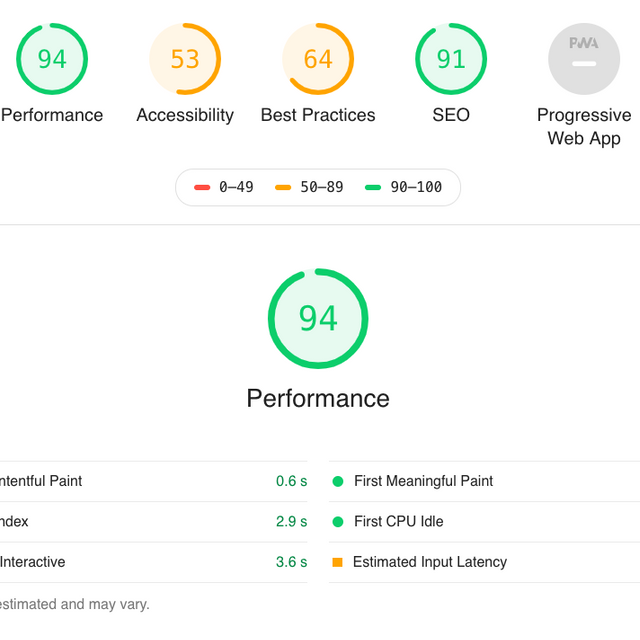 94 53 64 91 PWA
Performance Accessibility Best Practices SEO Progressive
Web App
0–49 50–89 90–100
94
Performance
ntentful Paint 0.6 s First Meaningful Paint
ndex 2.9 s First CPU Idle
Interactive 3.6 s Estimated Input Latency
estimated and may vary.